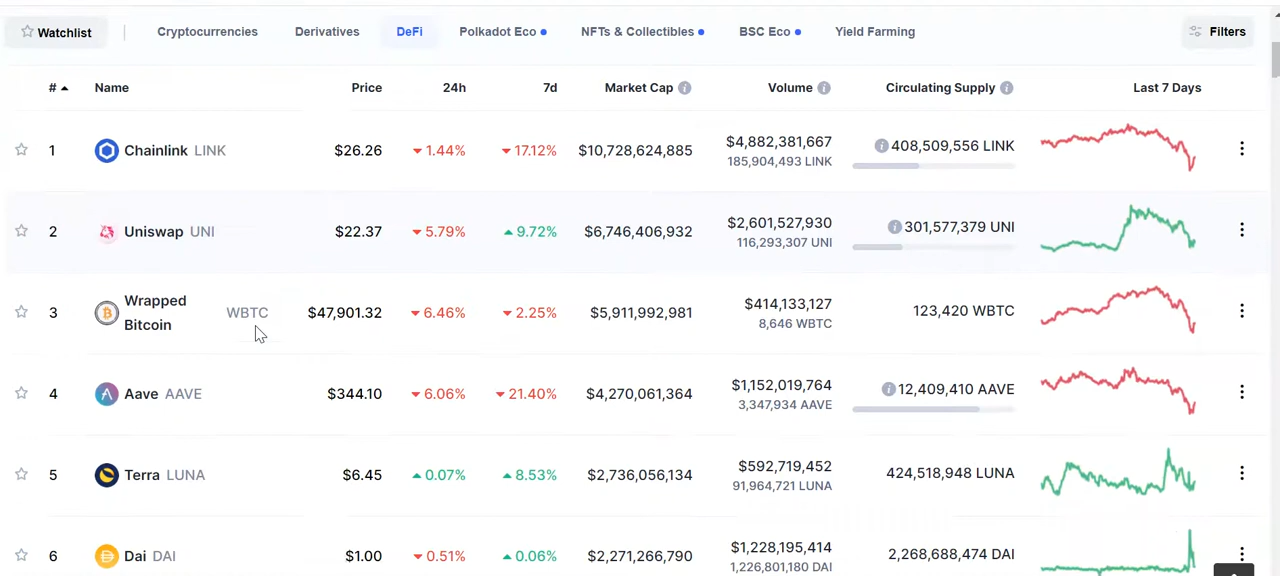 Watchlist
Cryptocurrencies
Derivatives
DeFi
Polkadot Eco
NFTs & Collectibles
BSC Eco
Yield Farming
Filters
# Name Price 24h 7d Market Cap Volume Circulating Supply Last 7 Days
1 Chainlink LINK $26.26 1.44% 17.12% $10,728,624,885 $4,882,381,667 408,509,556 LINK
185,904,493 LINK
2 Uniswap UNI $22.37 5.79% 9.72% $6,746,406,932 $2,601,527,930 301,577,379 UNI
116,293,307 UNI
3 Wrapped Bitcoin WBTC $47,901.32 6.46% 2.25% $5,911,992,981 $414,133,127 123,420 WBTC
8,646 WBTC
4 Aave AAVE $344.10 6.06% 21.40% $4,270,061,364 $1,152,019,764 12,409,410 AAVE
3,347,934 AAVE
5 Terra LUNA $6.45 0.07% 8.53% $2,736,056,134 $592,719,452 424,518,948 LUNA
91,964,721 LUNA
6 Dai DAI $1.00 0.51% 0.06% $2,271,266,790 $1,228,195,414 2,268,688,474 DAI
1,226,801,180 DAI